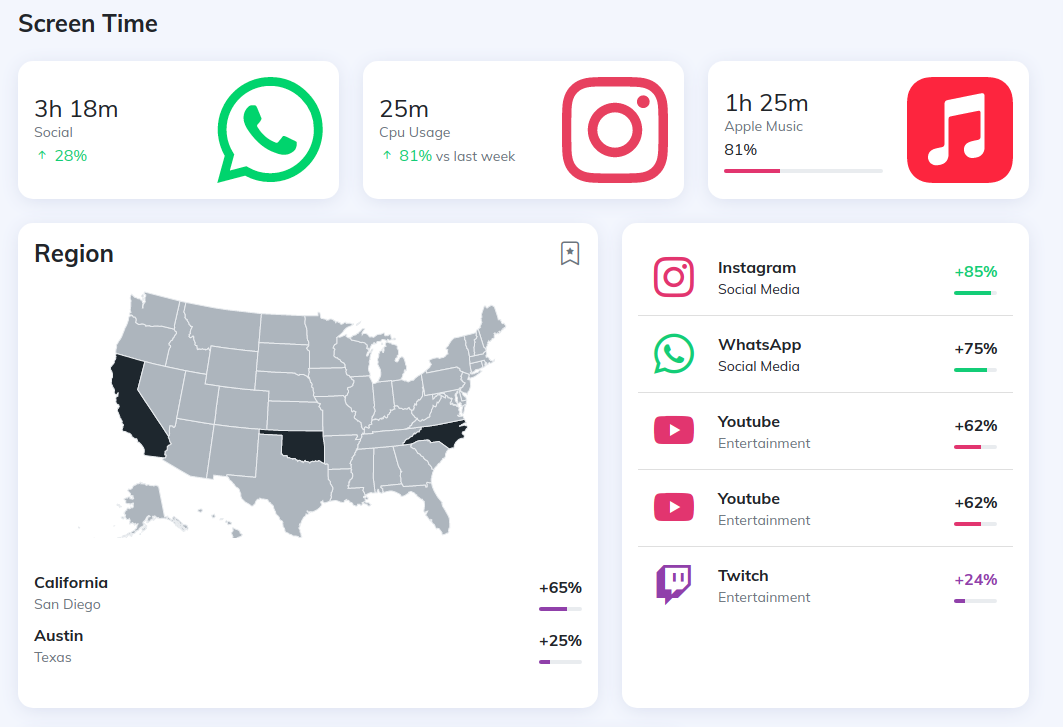 Screen Time
3h 18m
Social
↑ 28%
25m
Cpu Usage
↑ 81% vs last week
1h 25m
Apple Music
81%
Region
California
San Diego
+65%
Austin
Texas
+25%
Instagram
Social Media
+85%
WhatsApp
Social Media
+75%
Youtube
Entertainment
+62%
Youtube
Entertainment
+62%
Twitch
Entertainment
+24%